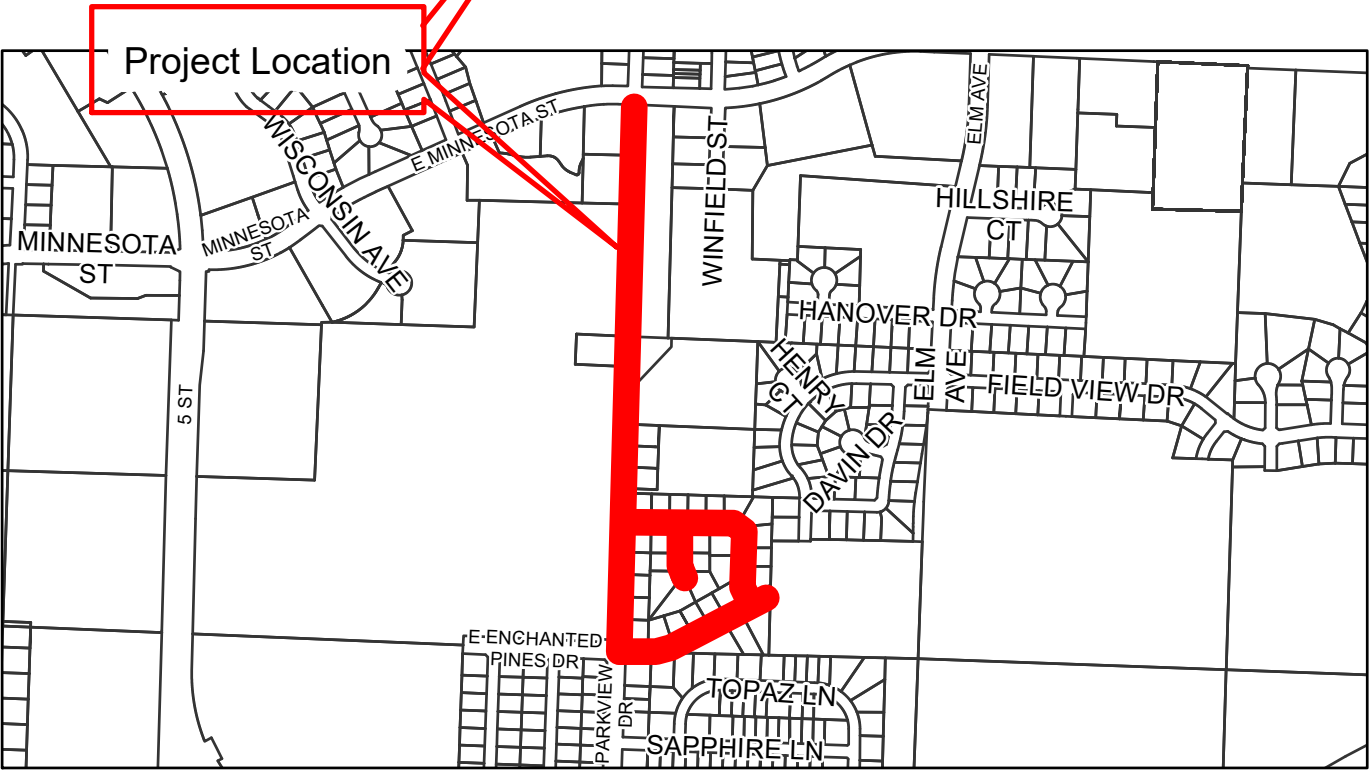 Project Location
ELM AVE
WISCONSIN AVE
E MINNESOTA ST
WINFIELD ST
HILLSHIRE
CT
MINNESOTA
ST
MINNESOTA
ST
HANOVER DR
HENRY
CT
ELM
AVE
FIELD VIEW DR
5 ST
DAVIN DR
E ENCHANTED
PINES DR
PARKVIEW
DR
TOPAZ LN
SAPPHIRE LN